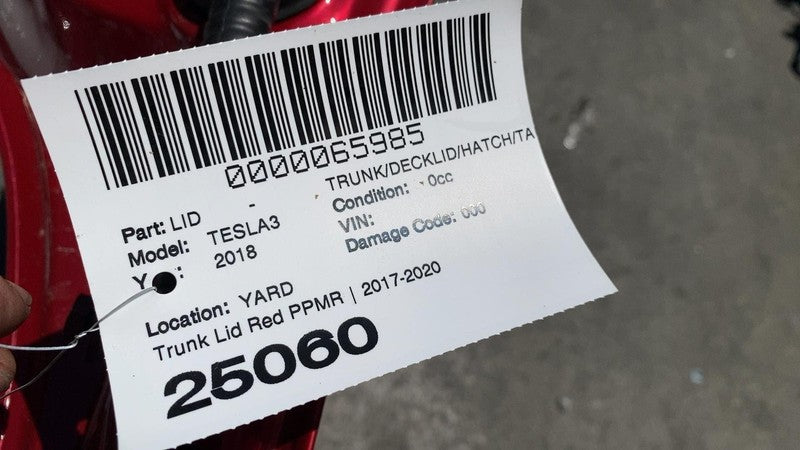 0000065985
Part: LID - TRUNK/DECKLID/HATCH/TA
Model: TESLA3 Condition: - 0cc
Y : 2018 VIN:
Damage Code: 000
Location: YARD
Trunk Lid Red PPMR | 2017-2020
25060